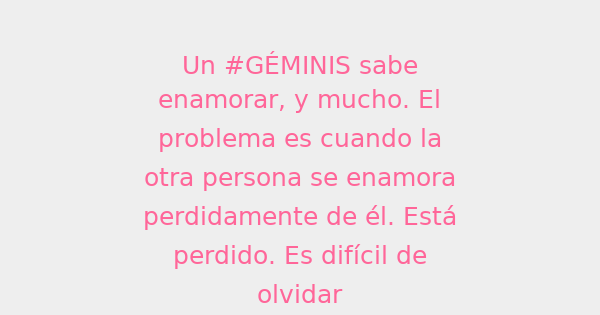 Un #GÉMINIS sabe
enamorar, y mucho. El
problema es cuando la
otra persona se enamora
perdidamente de él. Está
perdido. Es difícil de
olvidar